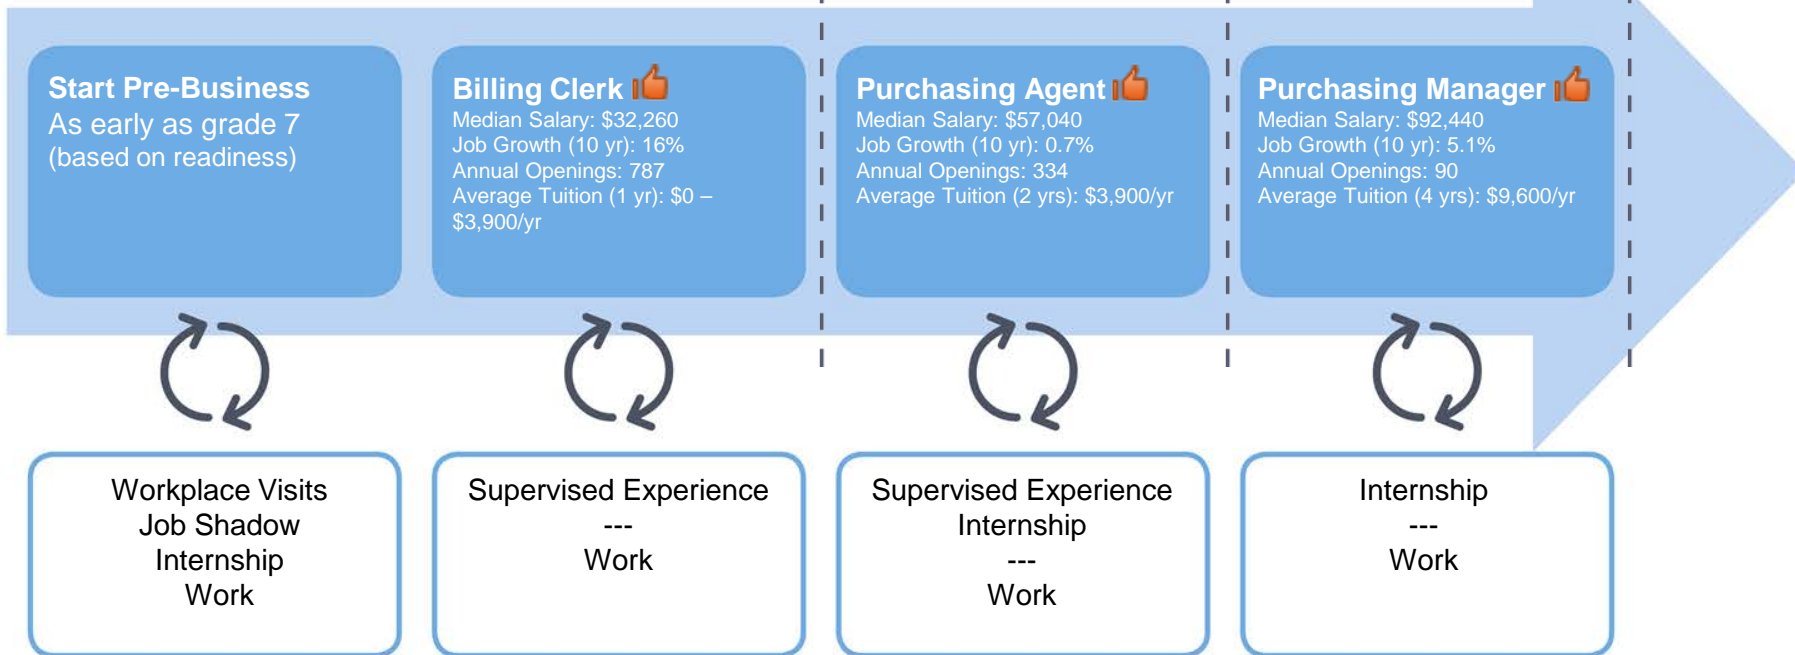 Start Pre-Business
As early as grade 7
(based on readiness)
Billing Clerk
Median Salary: $32,260
Job Growth (10 yr): 16%
Annual Openings: 787
Average Tuition (1 yr): $0 –
$3,900/yr
Purchasing Agent
Median Salary: $57,040
Job Growth (10 yr): 0.7%
Annual Openings: 334
Average Tuition (2 yrs): $3,900/yr
Purchasing Manager
Median Salary: $92,440
Job Growth (10 yr): 5.1%
Annual Openings: 90
Average Tuition (4 yrs): $9,600/yr
Workplace Visits
Job Shadow
Internship
Work
Supervised Experience
---
Work
Supervised Experience
Internship
---
Work
Internship
---
Work